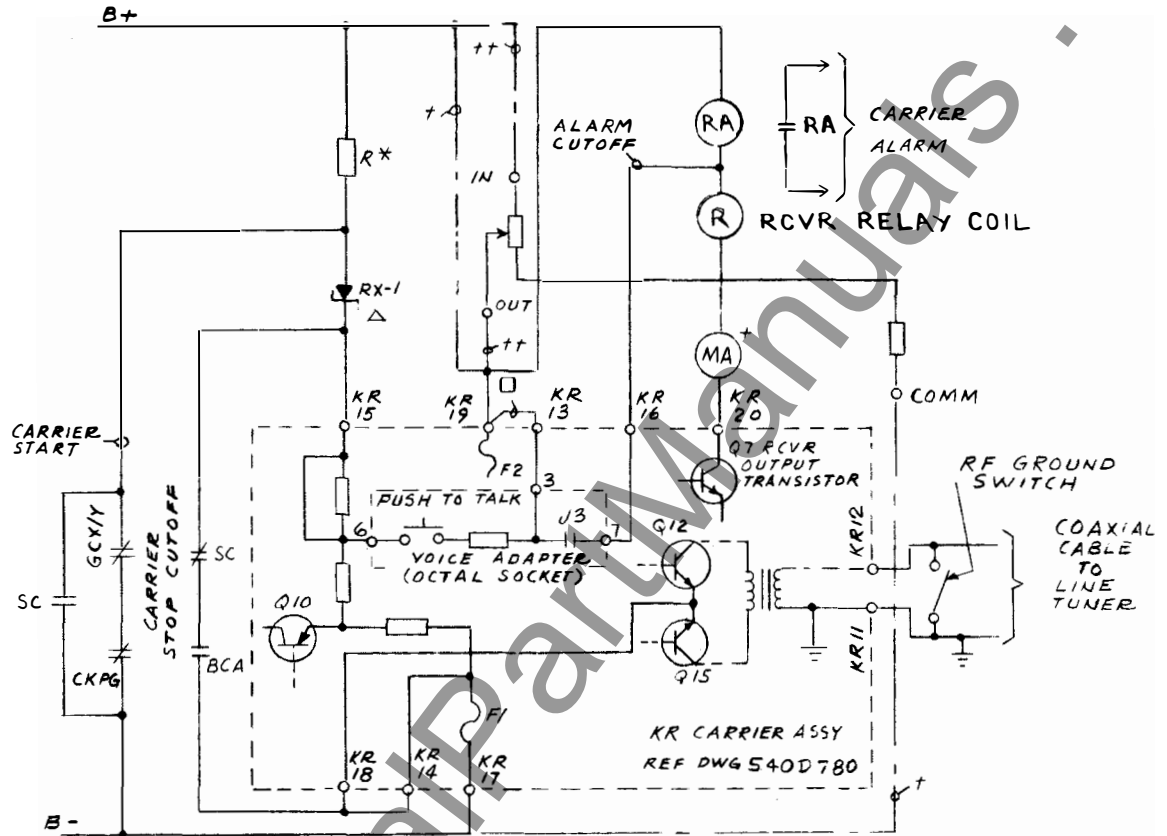 B+
++
+
R*
IN
ALARM
CUTOFF
RA
RA
CARRIER
ALARM
R
RCVR RELAY COIL
RX-1
△
OUT
++
MA
+
COMM
KR
15
KR
19
KR
13
KR
16
KR
20
CARRIER
START
F2
Q7 RCVR
OUTPUT
TRANSISTOR
3
RF GROUND
SWITCH
PUSH TO TALK
J3
6
7
VOICE ADAPTER
(OCTAL SOCKET)
Q12
KR12
COAXIAL
CABLE
TO
LINE
TUNER
GCX/Y
SC
CARRIER
STOP CUTOFF
SC
Q10
Q15
KR11
CKPG
BCA
F1
KR CARRIER ASSY
REF DWG 540D780
KR
18
KR
14
KR
17
+
B-
alPartManuals.